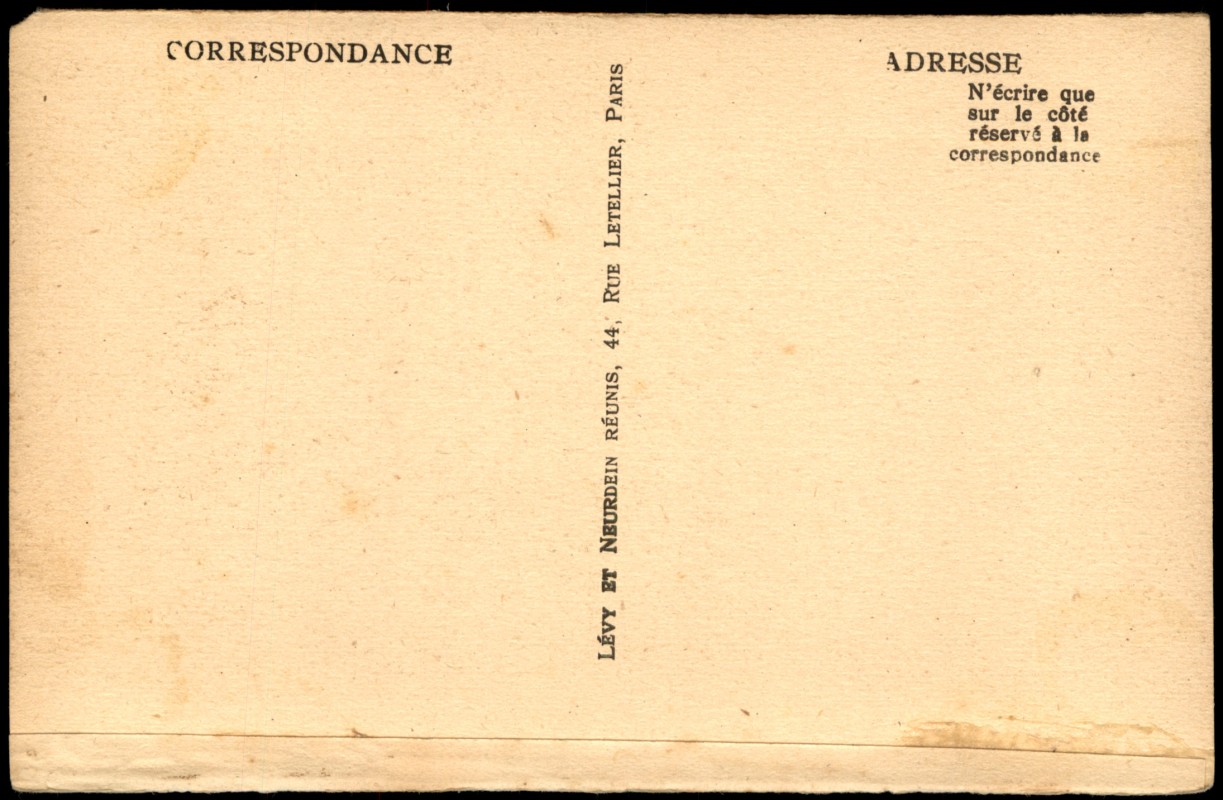 CORRESPONDANCE
LÉVY ET NEURDEIN RÉUNIS, 44, RUE LETELLIER, PARIS
ADRESSE
N'écrire que
sur le côté
réservé à la
correspondance